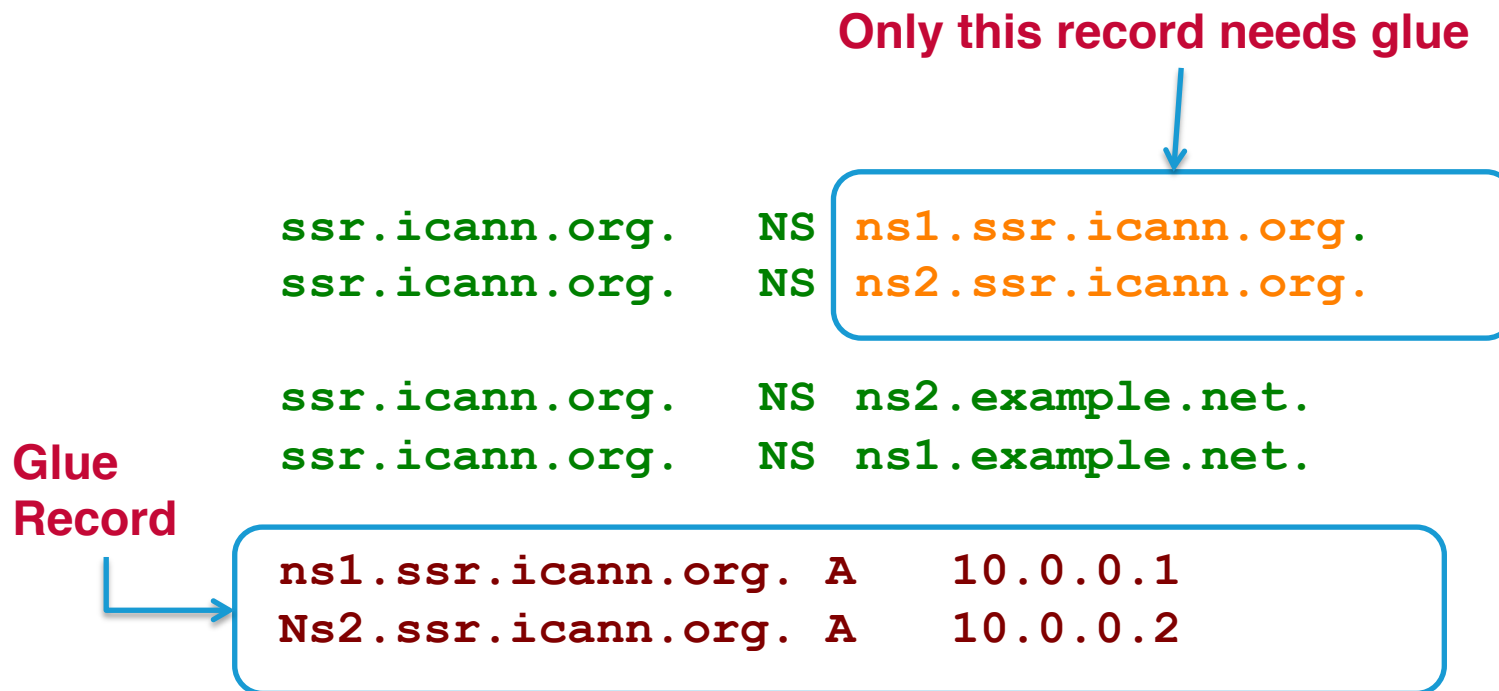 Only this record needs glue
ssr.icann.org. NS ns1.ssr.icann.org.
ssr.icann.org. NS ns2.ssr.icann.org.
ssr.icann.org. NS ns2.example.net.
ssr.icann.org. NS ns1.example.net.
Glue
Record
ns1.ssr.icann.org. A 10.0.0.1
Ns2.ssr.icann.org. A 10.0.0.2